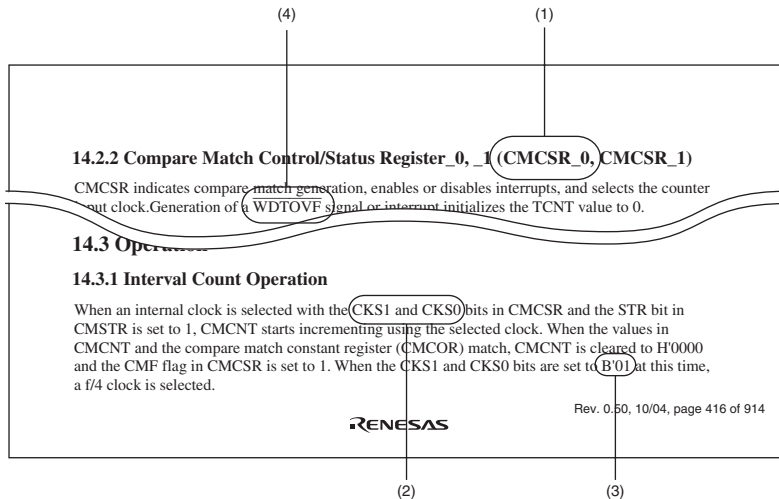 (4) (1)
14.2.2 Compare Match Control/Status Register_0, _1 (CMCSR_0, CMCSR_1)
CMCSR indicates compare match generation, enables or disables interrupts, and selects the counter
input clock.Generation of a WDTOVF signal or interrupt initializes the TCNT value to 0.
14.3 Operation
14.3.1 Interval Count Operation
When an internal clock is selected with the CKS1 and CKS0 bits in CMCSR and the STR bit in
CMSTR is set to 1, CMCNT starts incrementing using the selected clock. When the values in
CMCNT and the compare match constant register (CMCOR) match, CMCNT is cleared to H'0000
and the CMF flag in CMCSR is set to 1. When the CKS1 and CKS0 bits are set to B'01 at this time,
a f/4 clock is selected.
Rev. 0.50, 10/04, page 416 of 914
RENESAS
(2) (3)